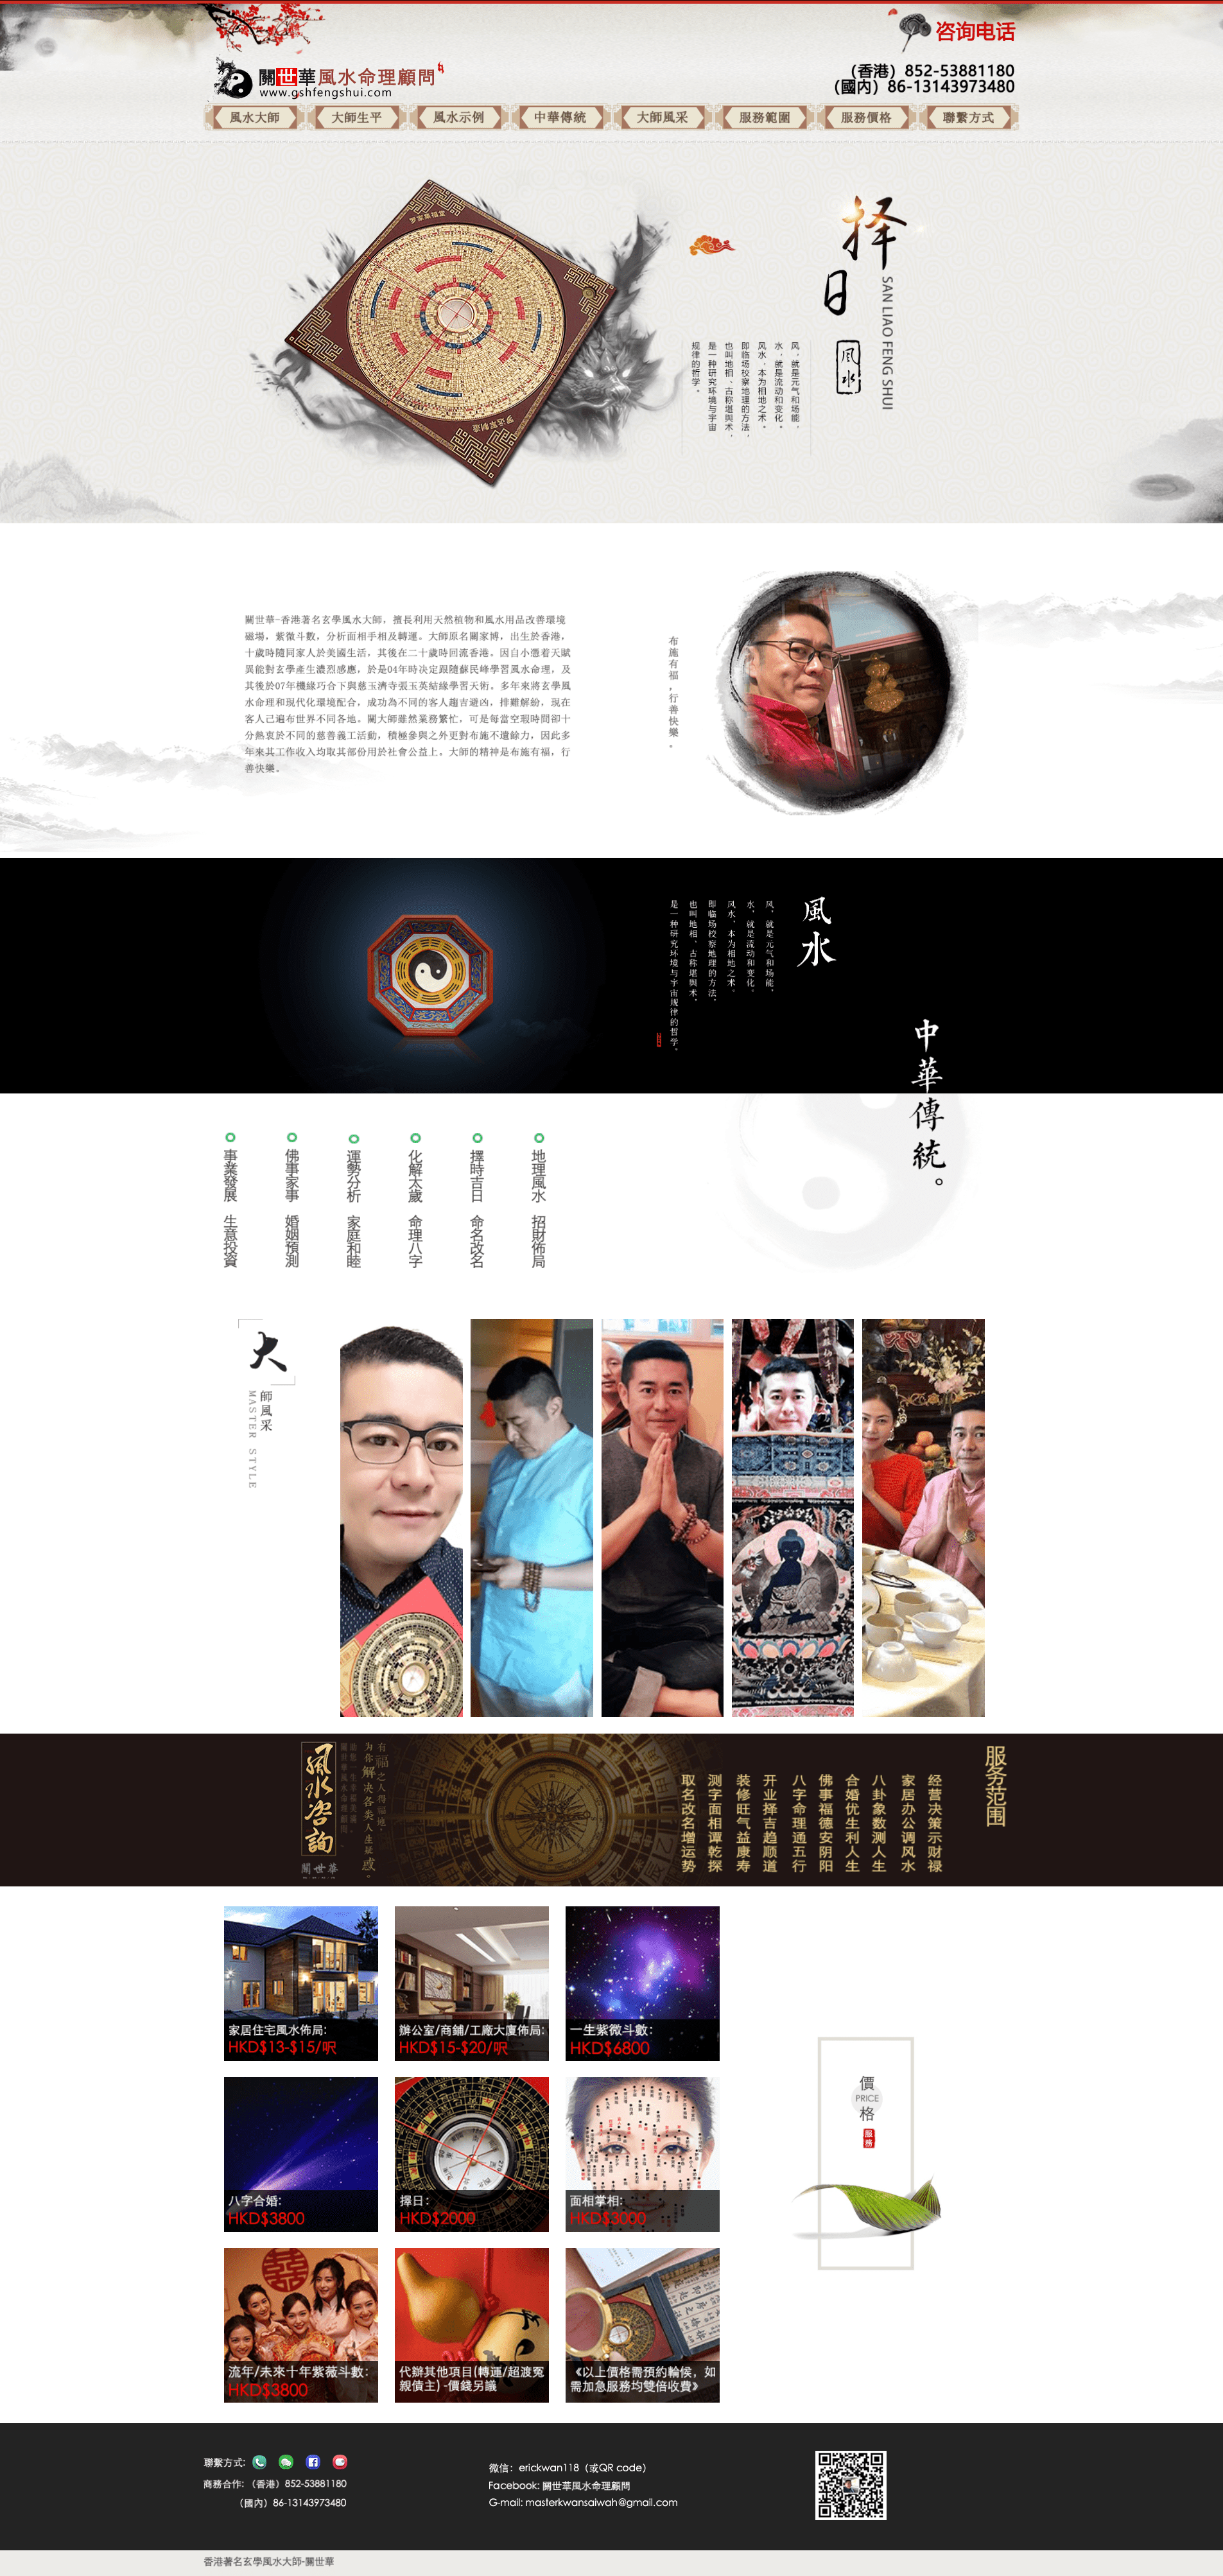 咨询电话
關世華風水命理顧問
www.gshfengshui.com
（香港）852-53881180
（國內）86-13143973480
風水大師
大師生平
風水示例
中華傳統
大師風采
服務範圍
服務價格
聯繫方式
择日
SAN LIAO FENG SHUI
風水
风，就是元气和场能，
水，就是流动和变化。
风水，本为相地之术。
即临场校察地理的方法，
也叫地相、古称堪舆术，
是一种研究环境与宇宙
规律的哲学。
關世華-香港著名玄學風水大師，擅長利用天然植物和風水用品改善環境
磁場，紫微斗數，分析面相手相及轉運。大師原名關家博，出生於香港，
十歲時隨同家人於美國生活，其後在二十歲時回流香港。因自小憑着天賦
異能對玄學產生濃烈感應，於是04年時決定跟隨蘇民峰學習風水命理，及
其後於07年機緣巧合下與慈玉濟寺張玉英結緣學習天術。多年來將玄學風
水命理和現代化環境配合，成功為不同的客人趨吉避凶，排難解紛，現在
客人已遍布世界不同各地。關大師雖然業務繁忙，可是每當空瑕時間卻十
分熱衷於不同的慈善義工活動，積極參與之外更對布施不遺餘力，因此多
年來其工作收入均取其部份用於社會公益上。大師的精神是布施有福，行
善快樂。
布施有福，行善快樂。
風水
风，就是元气和场能，
水，就是流动和变化。
风水，本为相地之术，
即临场校察地理的方法，
也叫地相、古称堪舆术，
是一种研究环境与宇宙规律的哲学。
中華傳統。
事業發展 生意投資
佛事家事 婚姻預測
運勢分析 家庭和睦
化解太歲 命理八字
擇時吉日 命名改名
地理風水 招財佈局
大
師風采
MASTER STYLE
風水咨詢
關世華
有福之人得福地，
为你解决各类人生疑惑。
服务范围
经营决策示财禄
家居办公调风水
八卦象数测人生
合婚优生利人生
佛事福德安阴阳
八字命理通五行
开业择吉趋顺道
装修旺气益康寿
测字面相谭乾探
取名改名增运势
家居住宅風水佈局:
HKD$13-$15/呎
辦公室/商鋪/工廠大廈佈局:
HKD$15-$20/呎
一生紫微斗數:
HKD$6800
八字合婚:
HKD$3800
擇日:
HKD$2000
面相掌相:
HKD$3000
流年/未來十年紫薇斗數:
HKD$3800
代辦其他項目(轉運/超渡冤
親債主) -價錢另議
《以上價格需預約輪候，如
需加急服務均雙倍收費》
價
PRICE
格
服務
聯繫方式:
商務合作: （香港）852-53881180
（國內）86-13143973480
微信：erickwan118（或QR code）
Facebook: 關世華風水命理顧問
G-mail: masterkwansaiwah@gmail.com
香港著名玄學風水大師-關世華